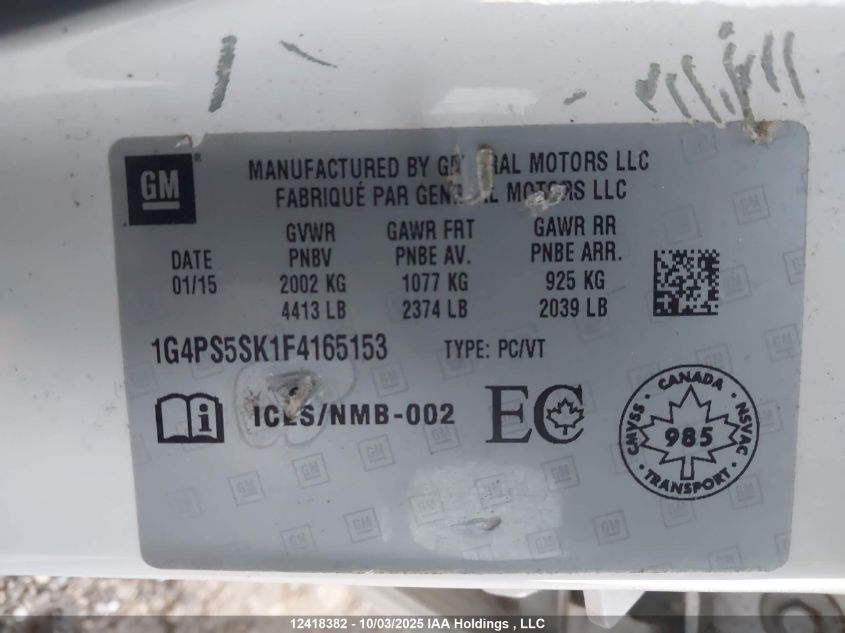 GM
MANUFACTURED BY GENERAL MOTORS LLC
FABRIQUÉ PAR GENERAL MOTORS LLC
DATE
01/15
GVWR
PNBV
2002 KG
4413 LB
GAWR FRT
PNBE AV.
1077 KG
2374 LB
GAWR RR
PNBE ARR.
925 KG
2039 LB
1G4PS5SK1F4165153 TYPE: PC/VT
i ICES/NMB-002 EC
CANADA
CMVSS NSVAC
985
TRANSPORT
12418382 - 10/03/2025 IAA Holdings , LLC